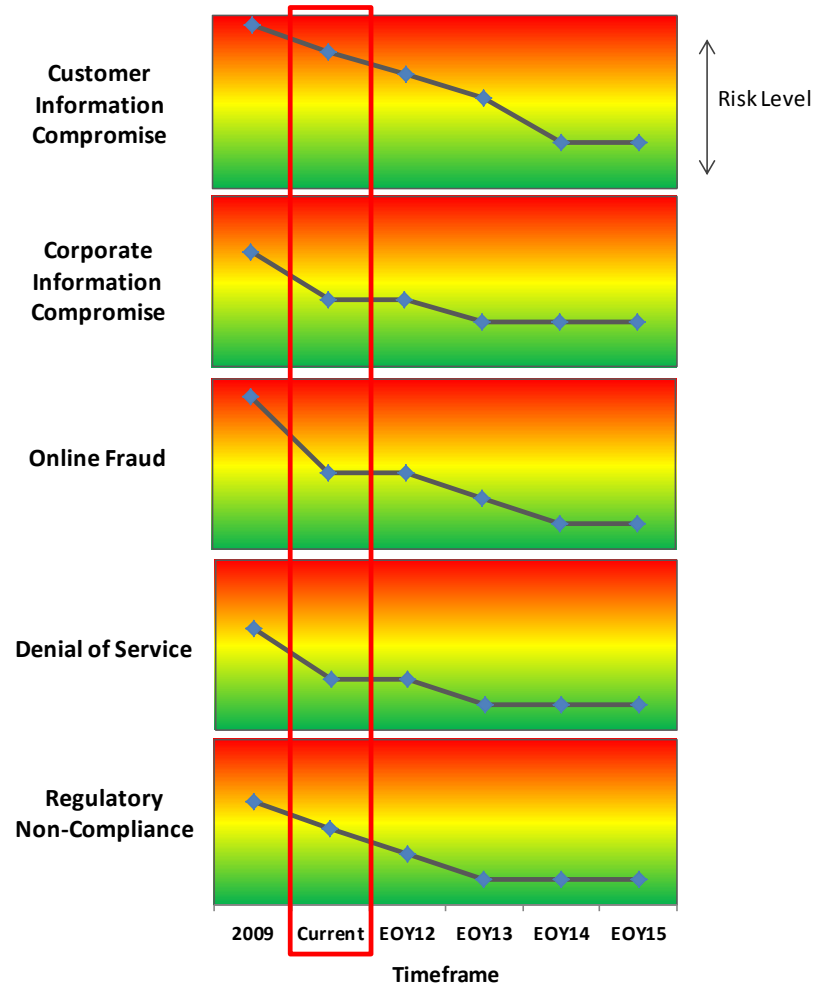 Customer
Information
Compromise
Risk Level
Corporate
Information
Compromise
Online Fraud
Denial of Service
Regulatory
Non-Compliance
2009 Current EOY12 EOY13 EOY14 EOY15
Timeframe